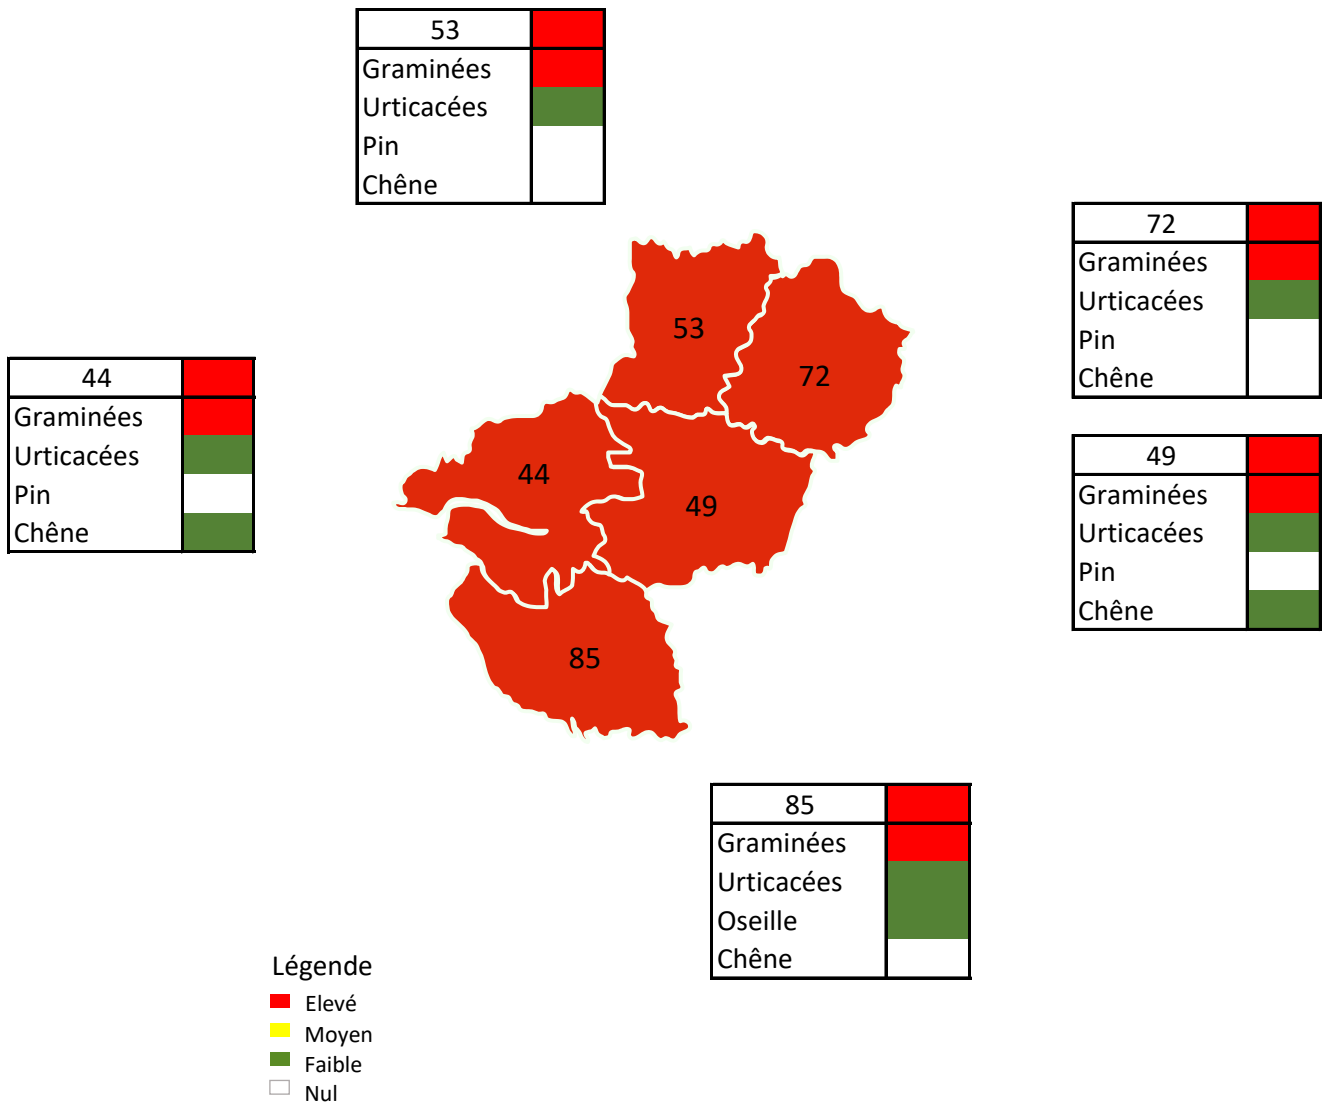 53
Graminées
Urticacées
Pin
Chêne
72
Graminées
Urticacées
Pin
Chêne
44
Graminées
Urticacées
Pin
Chêne
49
Graminées
Urticacées
Pin
Chêne
53
72
44
49
85
85
Graminées
Urticacées
Oseille
Chêne
Légende
Elevé
Moyen
Faible
Nul